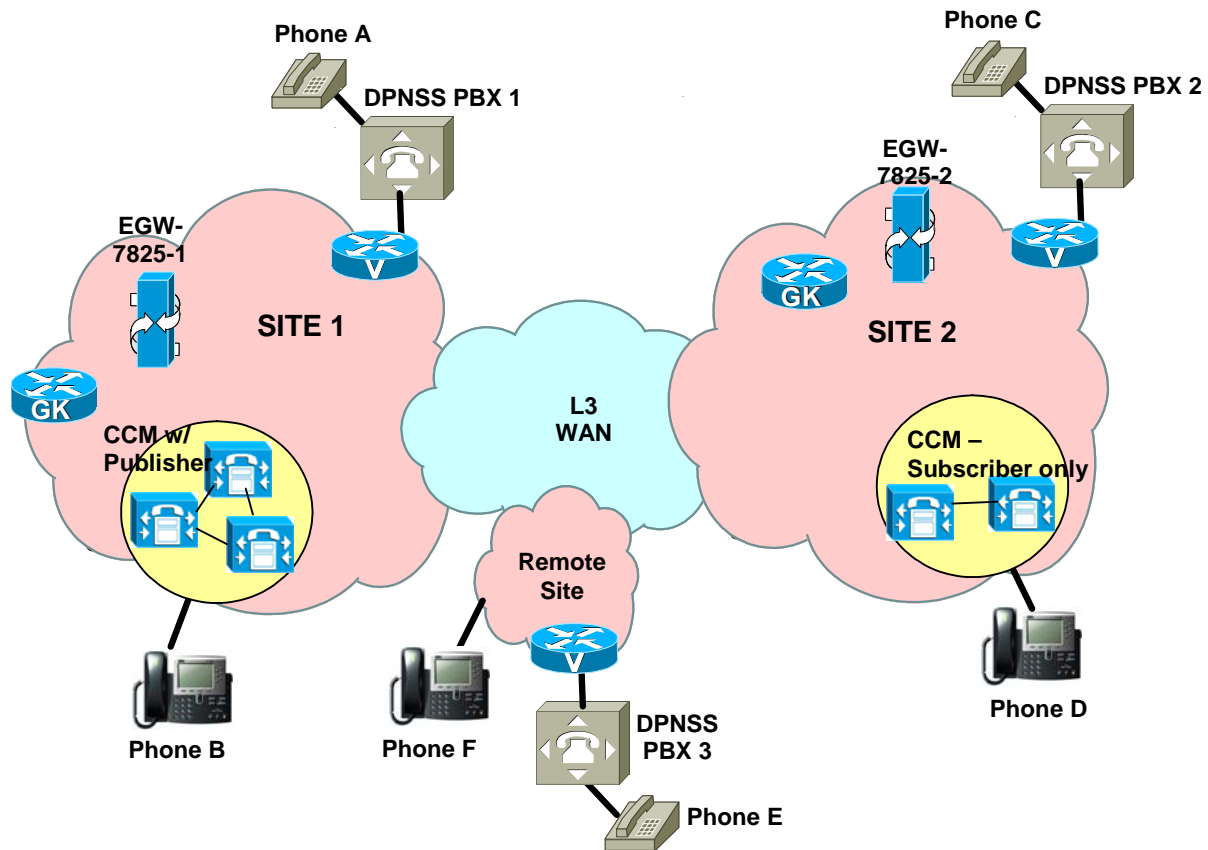 Phone A
DPNSS PBX 1
V
EGW-
7825-1
SITE 1
GK
CCM w/
Publisher
Phone B
L3
WAN
Remote
Site
V
Phone F
DPNSS
PBX 3
Phone E
Phone C
DPNSS PBX 2
EGW-
7825-2
V
GK
SITE 2
CCM –
Subscriber only
Phone D